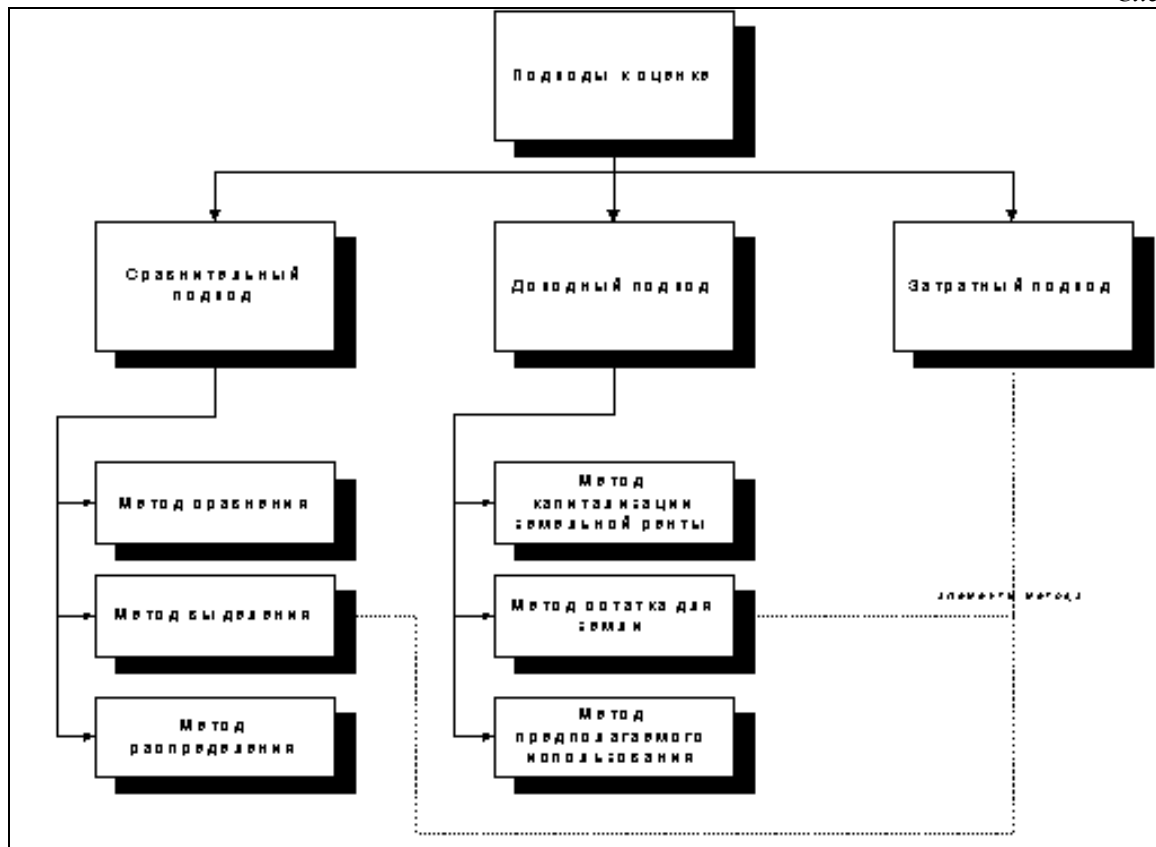 Подходы к оценке
Сравнительный
подход
Доходный подход
Затратный подход
Метод сравнения
Метод
капитализации
земельной ренты
Метод выделения
Метод остатка для
земли
элементы метода
Метод
распределения
Метод
предполагаемого
использования